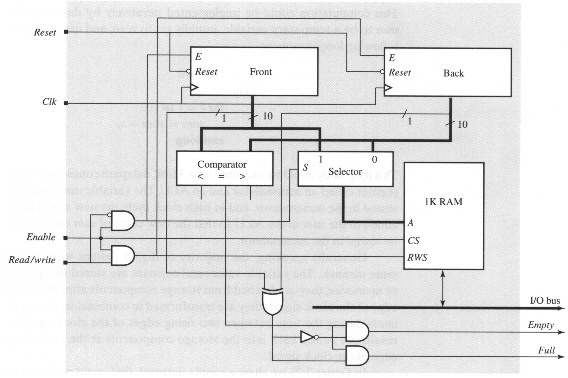 Reset
E
Reset
Front
E
Reset
Back
Clk
1
10
1
10
Comparator
< = >
S
1
0
Selector
1K RAM
A
CS
RWS
Enable
Read/write
I/O bus
Empty
Full